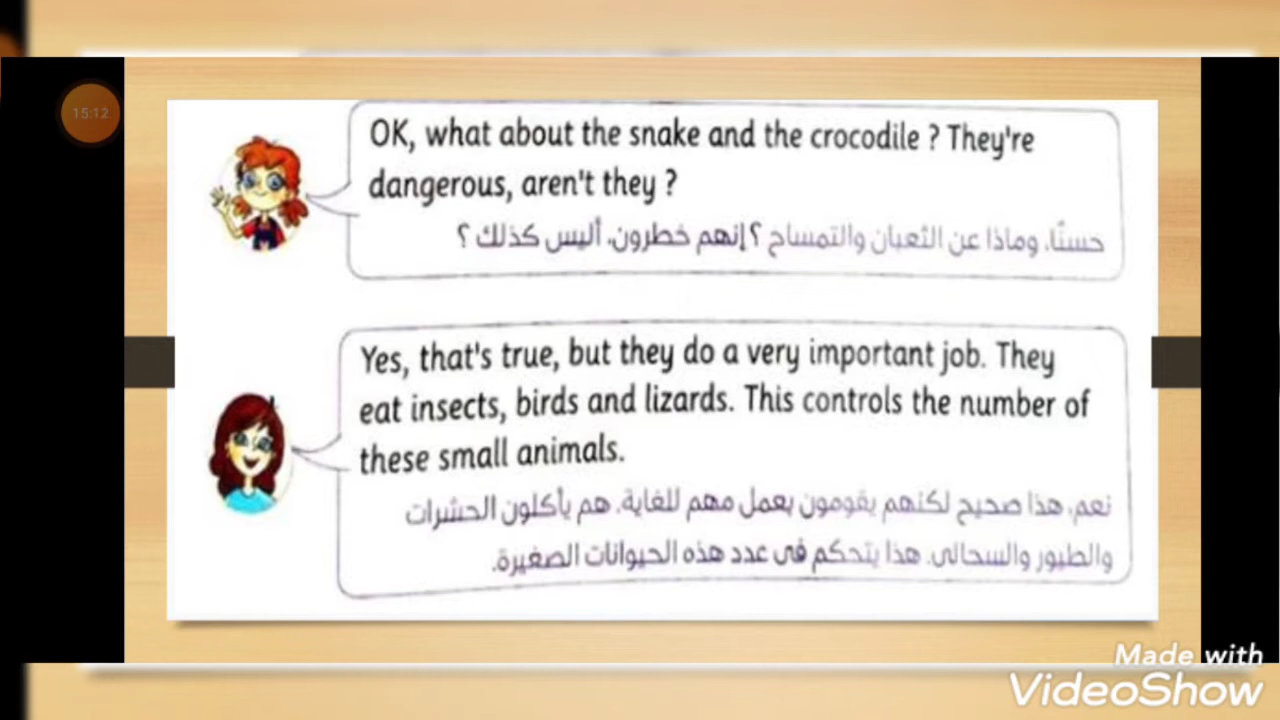 15:12
OK, what about the snake and the crocodile ? They're
dangerous, aren't they ?
حسنًا، وماذا عن الثعبان والتمساح ؟ إنهم خطرون، أليس كذلك ؟
Yes, that's true, but they do a very important job. They
eat insects, birds and lizards. This controls the number of
these small animals.
نعم، هذا صحيح لكنهم يقومون بعمل مهم للغاية. هم يأكلون الحشرات
والطيور والسحالى. هذا يتحكم فى عدد هذه الحيوانات الصغيرة.
Made with
VideoShow